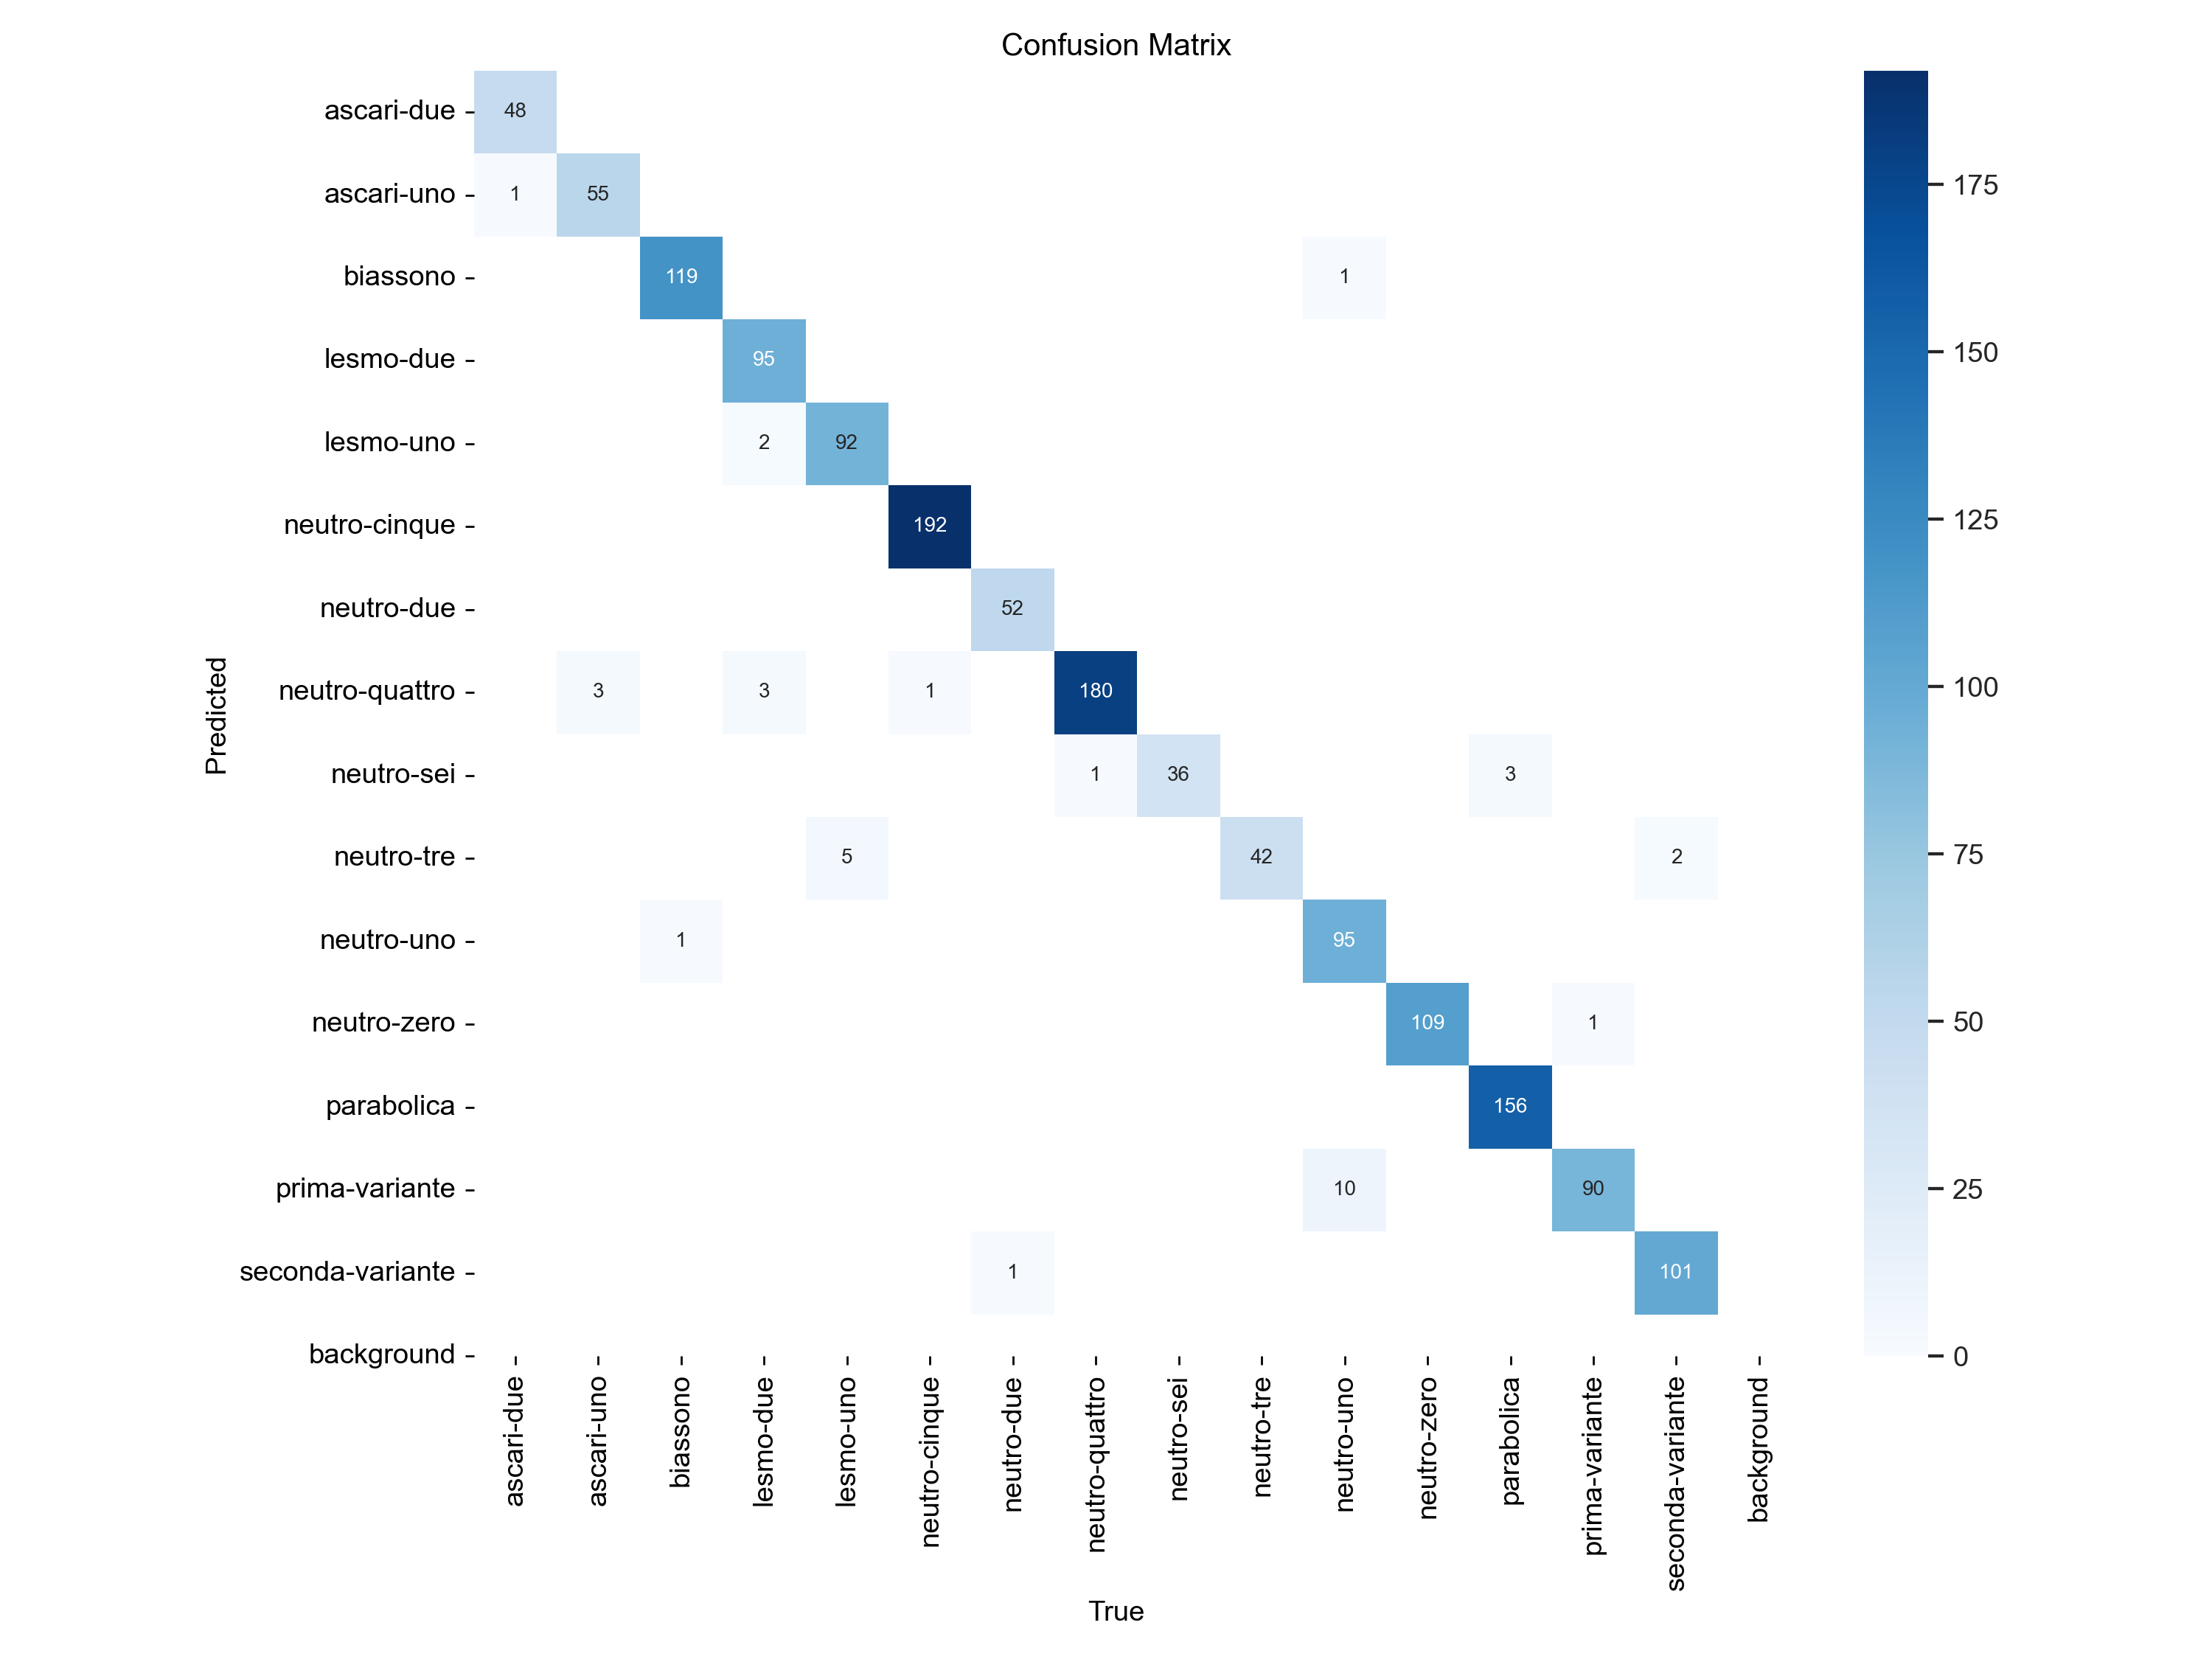 Confusion Matrix
ascari-due 48
ascari-uno 1 55 175
biassono 119 1
lesmo-due 95 150
lesmo-uno 2 92
neutro-cinque 192 125
neutro-due 52
Predicted
neutro-quattro 3 3 1 180 100
neutro-sei 1 36 3
neutro-tre 5 42 2 75
neutro-uno 1 95
neutro-zero 109 1 50
parabolica 156
prima-variante 10 90 25
seconda-variante 1 101
background 0
ascari-due
ascari-uno
biassono
lesmo-due
lesmo-uno
neutro-cinque
neutro-due
neutro-quattro
neutro-sei
neutro-tre
neutro-uno
neutro-zero
parabolica
prima-variante
seconda-variante
background
True